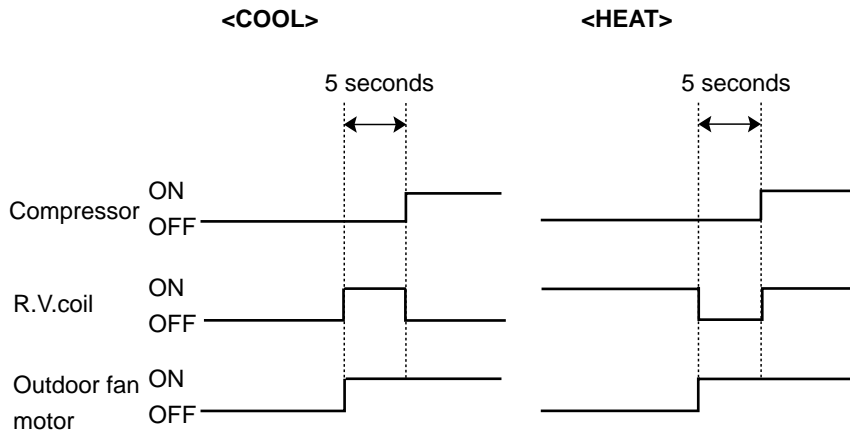 <COOL> <HEAT>
5 seconds 5 seconds
Compressor ON
OFF
R.V.coil ON
OFF
Outdoor fan motor ON
OFF